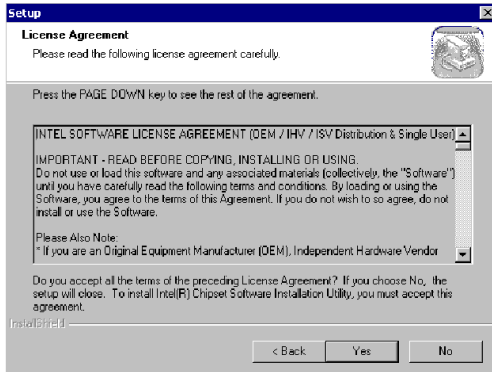 Setup
License Agreement
Please read the following license agreement carefully.
Press the PAGE DOWN key to see the rest of the agreement.
INTEL SOFTWARE LICENSE AGREEMENT (OEM / IHV / ISV Distribution & Single User)
IMPORTANT - READ BEFORE COPYING, INSTALLING OR USING.
Do not use or load this software and any associated materials (collectively, the "Software")
until you have carefully read the following terms and conditions. By loading or using the
Software, you agree to the terms of this Agreement. If you do not wish to so agree, do not
install or use the Software.
Please Also Note:
* If you are an Original Equipment Manufacturer (OEM), Independent Hardware Vendor
Do you accept all the terms of the preceding License Agreement? If you choose No, the
setup will close. To install Intel(R) Chipset Software Installation Utility, you must accept this
agreement.
InstallShield
< Back Yes No